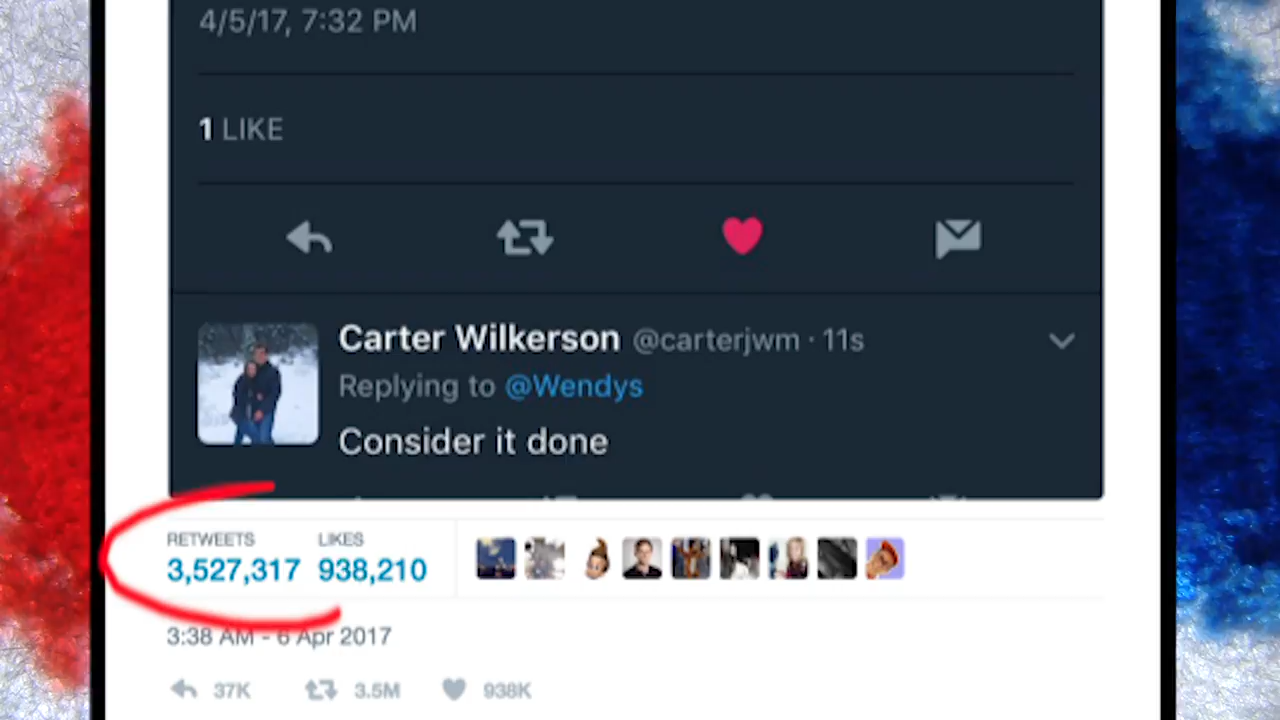 4/5/17, 7:32 PM
1 LIKE
Carter Wilkerson @carterjwm · 11s
Replying to @Wendys
Consider it done
RETWEETS LIKES
3,527,317 938,210
3:38 AM - 6 Apr 2017
37K 3.5M 938K